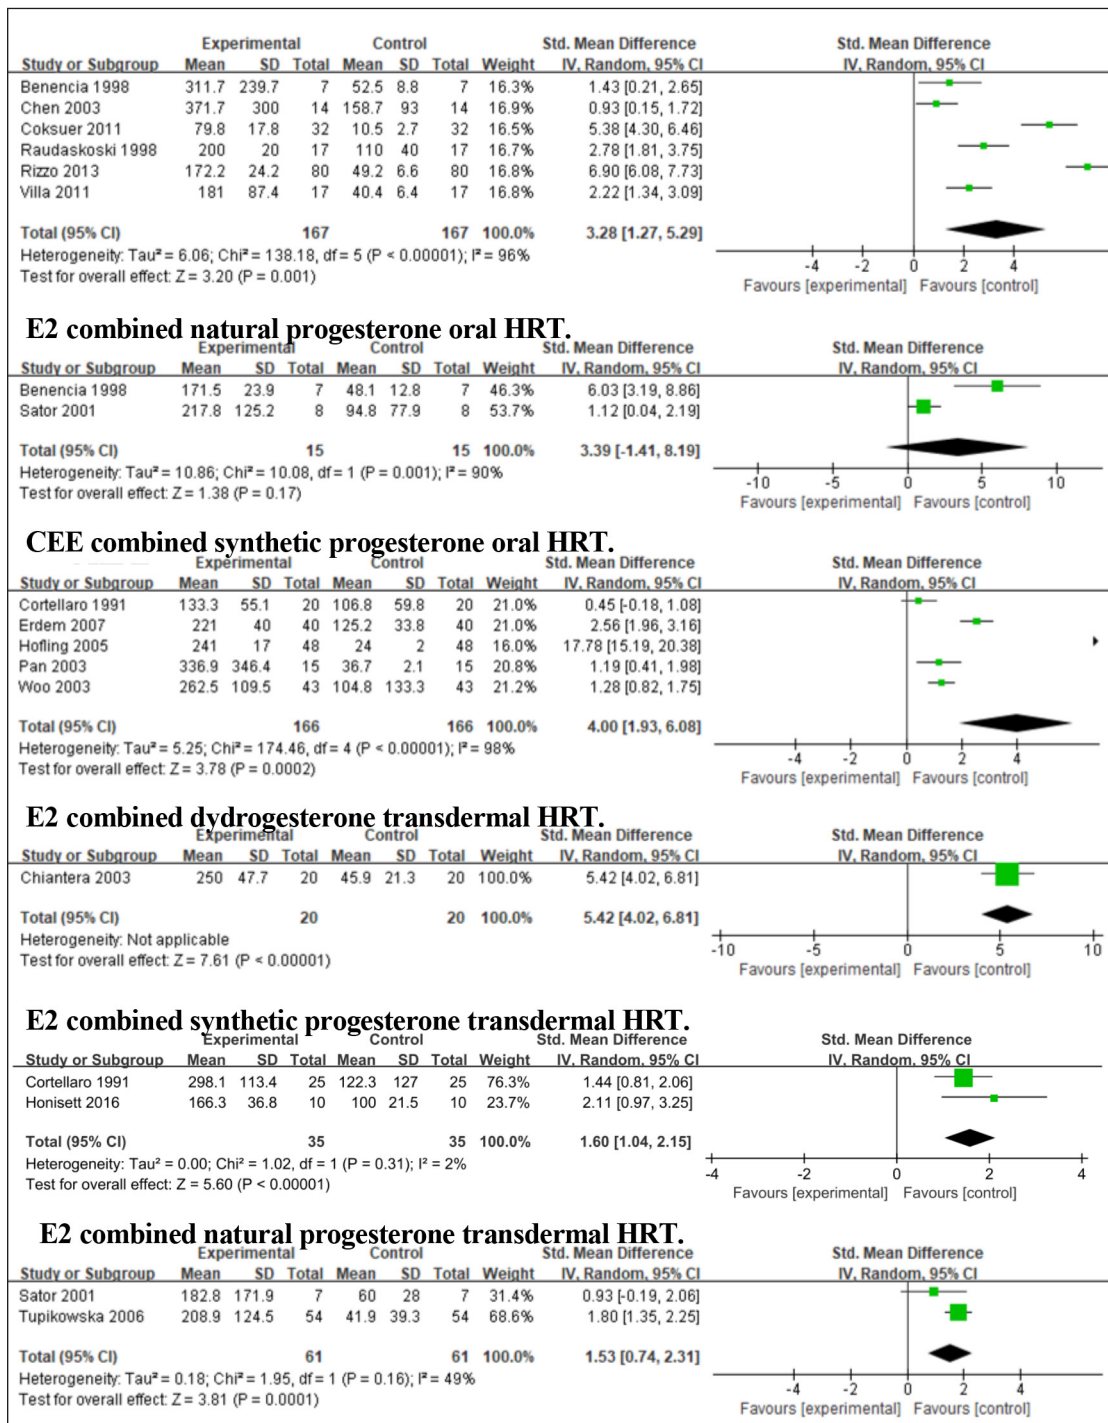 Experimental Control Std. Mean Difference Std. Mean Difference
Study or Subgroup Mean SD Total Mean SD Total Weight IV, Random, 95% CI IV, Random, 95% CI
Benencia 1998 311.7 239.7 7 52.5 8.8 7 16.3% 1.43 [0.21, 2.65]
Chen 2003 371.7 300 14 158.7 93 14 16.9% 0.93 [0.15, 1.72]
Coksuer 2011 79.8 17.8 32 10.5 2.7 32 16.5% 5.38 [4.30, 6.46]
Raudaskoski 1998 200 20 17 110 40 17 16.7% 2.78 [1.81, 3.75]
Rizzo 2013 172.2 24.2 80 49.2 6.6 80 16.8% 6.90 [6.08, 7.73]
Villa 2011 181 87.4 17 40.4 6.4 17 16.8% 2.22 [1.34, 3.09]
Total (95% CI) 167 167 100.0% 3.28 [1.27, 5.29]
Heterogeneity: Tau² = 6.06; Chi² = 138.18, df = 5 (P < 0.00001); I² = 96%
Test for overall effect: Z = 3.20 (P = 0.001)
-4 -2 0 2 4
Favours [experimental] Favours [control]
E2 combined natural progesterone oral HRT.
Experimental Control Std. Mean Difference Std. Mean Difference
Study or Subgroup Mean SD Total Mean SD Total Weight IV, Random, 95% CI IV, Random, 95% CI
Benencia 1998 171.5 23.9 7 48.1 12.8 7 46.3% 6.03 [3.19, 8.86]
Sator 2001 217.8 125.2 8 94.8 77.9 8 53.7% 1.12 [0.04, 2.19]
Total (95% CI) 15 15 100.0% 3.39 [-1.41, 8.19]
Heterogeneity: Tau² = 10.86; Chi² = 10.08, df = 1 (P = 0.001); I² = 90%
Test for overall effect: Z = 1.38 (P = 0.17)
-10 -5 0 5 10
Favours [experimental] Favours [control]
CEE combined synthetic progesterone oral HRT.
Experimental Control Std. Mean Difference Std. Mean Difference
Study or Subgroup Mean SD Total Mean SD Total Weight IV, Random, 95% CI IV, Random, 95% CI
Cortellaro 1991 133.3 55.1 20 106.8 59.8 20 21.0% 0.45 [-0.18, 1.08]
Erdem 2007 221 40 40 125.2 33.8 40 21.0% 2.56 [1.96, 3.16]
Hofling 2005 241 17 48 24 2 48 16.0% 17.78 [15.19, 20.38]
Pan 2003 336.9 346.4 15 36.7 2.1 15 20.8% 1.19 [0.41, 1.98]
Woo 2003 262.5 109.5 43 104.8 133.3 43 21.2% 1.28 [0.82, 1.75]
Total (95% CI) 166 166 100.0% 4.00 [1.93, 6.08]
Heterogeneity: Tau² = 5.25; Chi² = 174.46, df = 4 (P < 0.00001); I² = 98%
Test for overall effect: Z = 3.78 (P = 0.0002)
-4 -2 0 2 4
Favours [experimental] Favours [control]
E2 combined dydrogesterone transdermal HRT.
Experimental Control Std. Mean Difference Std. Mean Difference
Study or Subgroup Mean SD Total Mean SD Total Weight IV, Random, 95% CI IV, Random, 95% CI
Chiantera 2003 250 47.7 20 45.9 21.3 20 100.0% 5.42 [4.02, 6.81]
Total (95% CI) 20 20 100.0% 5.42 [4.02, 6.81]
Heterogeneity: Not applicable
Test for overall effect: Z = 7.61 (P < 0.00001)
-10 -5 0 5 10
Favours [experimental] Favours [control]
E2 combined synthetic progesterone transdermal HRT.
Experimental Control Std. Mean Difference Std. Mean Difference
Study or Subgroup Mean SD Total Mean SD Total Weight IV, Random, 95% CI IV, Random, 95% CI
Cortellaro 1991 298.1 113.4 25 122.3 127 25 76.3% 1.44 [0.81, 2.06]
Honisett 2016 166.3 36.8 10 100 21.5 10 23.7% 2.11 [0.97, 3.25]
Total (95% CI) 35 35 100.0% 1.60 [1.04, 2.15]
Heterogeneity: Tau² = 0.00; Chi² = 1.02, df = 1 (P = 0.31); I² = 2%
Test for overall effect: Z = 5.60 (P < 0.00001)
-4 -2 0 2 4
Favours [experimental] Favours [control]
E2 combined natural progesterone transdermal HRT.
Experimental Control Std. Mean Difference Std. Mean Difference
Study or Subgroup Mean SD Total Mean SD Total Weight IV, Random, 95% CI IV, Random, 95% CI
Sator 2001 182.8 171.9 7 60 28 7 31.4% 0.93 [-0.19, 2.06]
Tupikowska 2006 208.9 124.5 54 41.9 39.3 54 68.6% 1.80 [1.35, 2.25]
Total (95% CI) 61 61 100.0% 1.53 [0.74, 2.31]
Heterogeneity: Tau² = 0.18; Chi² = 1.95, df = 1 (P = 0.16); I² = 49%
Test for overall effect: Z = 3.81 (P = 0.0001)
-4 -2 0 2 4
Favours [experimental] Favours [control]